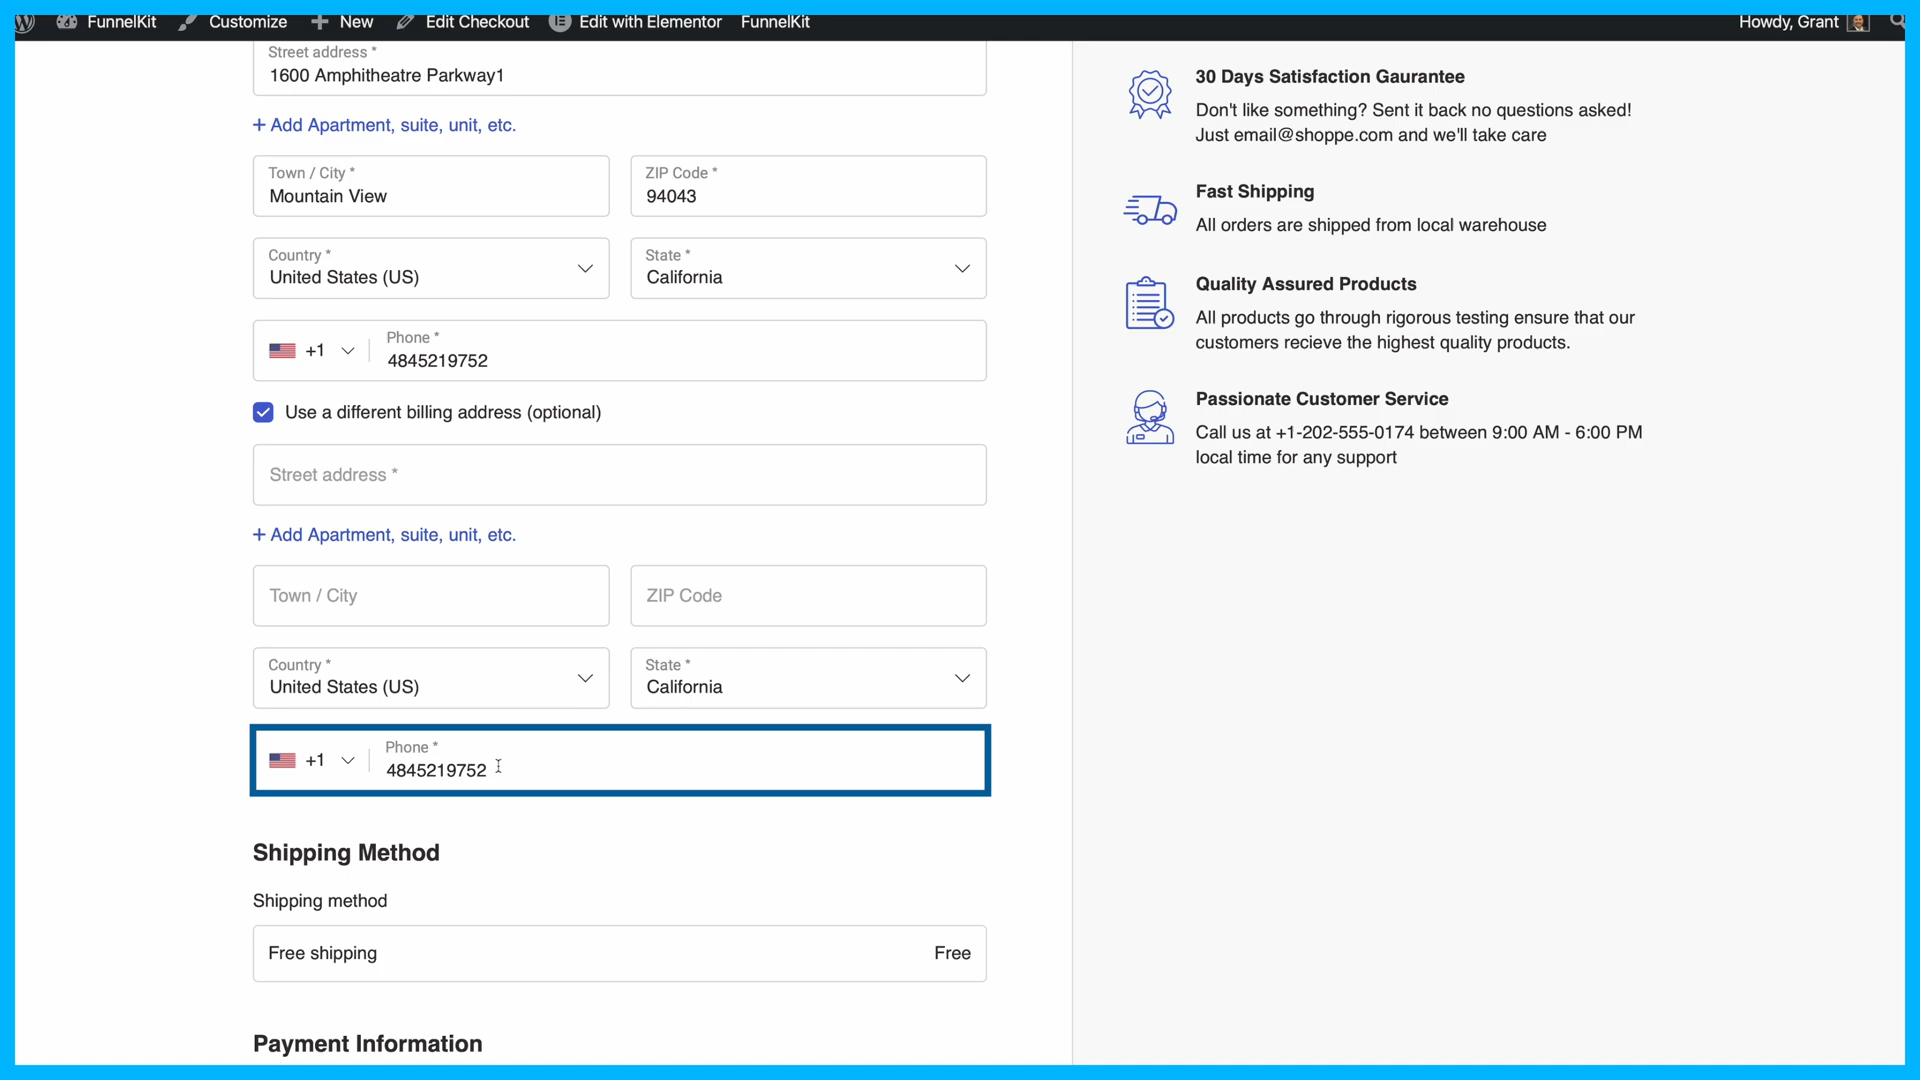 FunnelKit Customize New Edit Checkout Edit with Elementor FunnelKit Howdy, Grant
Street address *
1600 Amphitheatre Parkway1
+ Add Apartment, suite, unit, etc.
Town / City *
Mountain View
ZIP Code *
94043
Country *
United States (US)
State *
California
+1
Phone *
4845219752
Use a different billing address (optional)
Street address *
+ Add Apartment, suite, unit, etc.
Town / City
ZIP Code
Country *
United States (US)
State *
California
+1
Phone *
4845219752
Shipping Method
Shipping method
Free shipping Free
Payment Information
30 Days Satisfaction Gaurantee
Don't like something? Sent it back no questions asked!
Just email@shoppe.com and we'll take care
Fast Shipping
All orders are shipped from local warehouse
Quality Assured Products
All products go through rigorous testing ensure that our
customers recieve the highest quality products.
Passionate Customer Service
Call us at +1-202-555-0174 between 9:00 AM - 6:00 PM
local time for any support